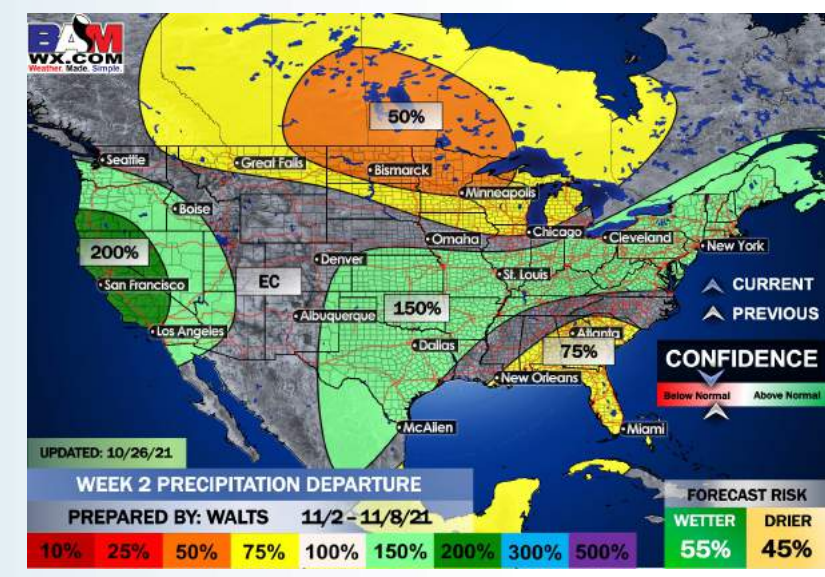 BAM
WX.COM
Weather. Made. Simple.
50%
Seattle
Great Falls
Bismarck
Minneapolis
Boise
Omaha
Chicago
Cleveland
New York
200%
Denver
St. Louis
San Francisco
EC
CURRENT
150%
Albuquerque
PREVIOUS
Los Angeles
Atlanta
Dallas
75%
CONFIDENCE
New Orleans
Below Normal
Above Normal
McAllen
Miami
UPDATED: 10/26/21
WEEK 2 PRECIPITATION DEPARTURE
PREPARED BY: WALTS 11/2 - 11/8/21
FORECAST RISK
WETTER DRIER
55% 45%
10% 25% 50% 75% 100% 150% 200% 300% 500%